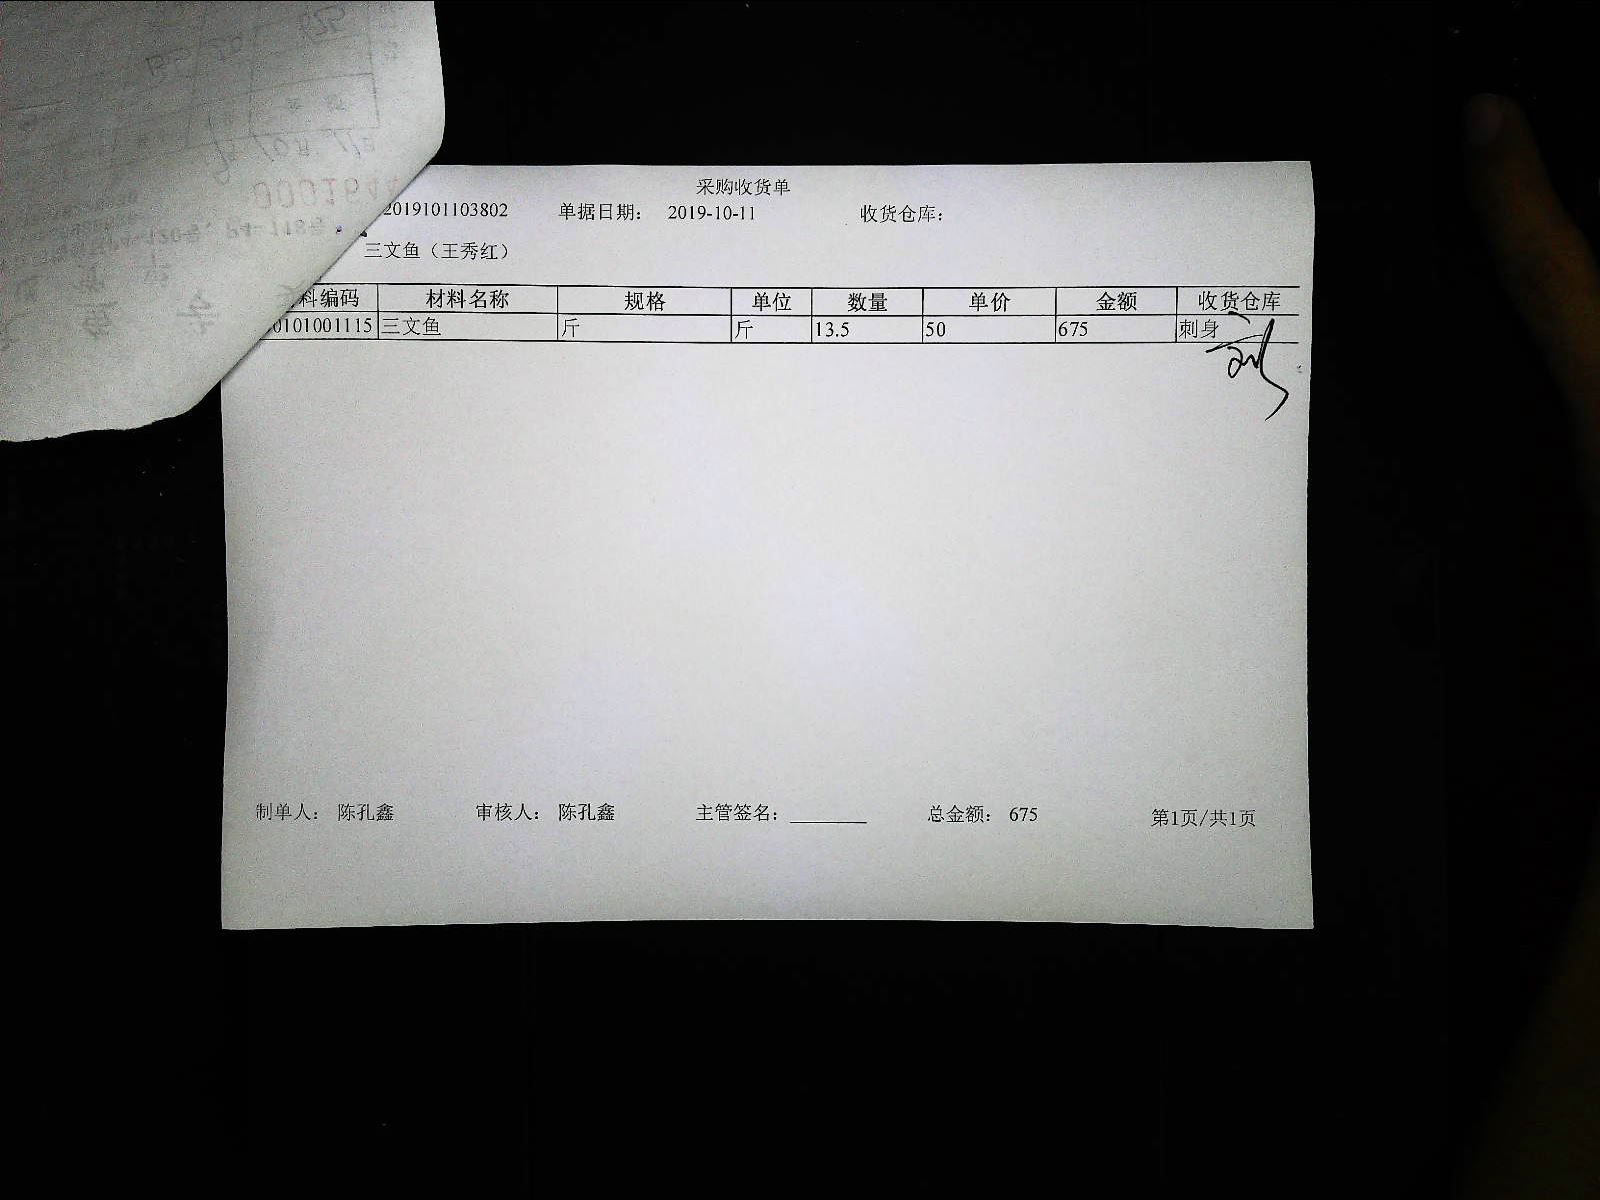 采购收货单
2019101103802 单据日期： 2019-10-11 收货仓库：
三文鱼（王秀红）
料编码 材料名称 规格 单位 数量 单价 金额 收货仓库
0101001115 三文鱼 斤 斤 13.5 50 675 刺身
制单人： 陈孔鑫 审核人： 陈孔鑫 主管签名： 总金额： 675 第1页/共1页